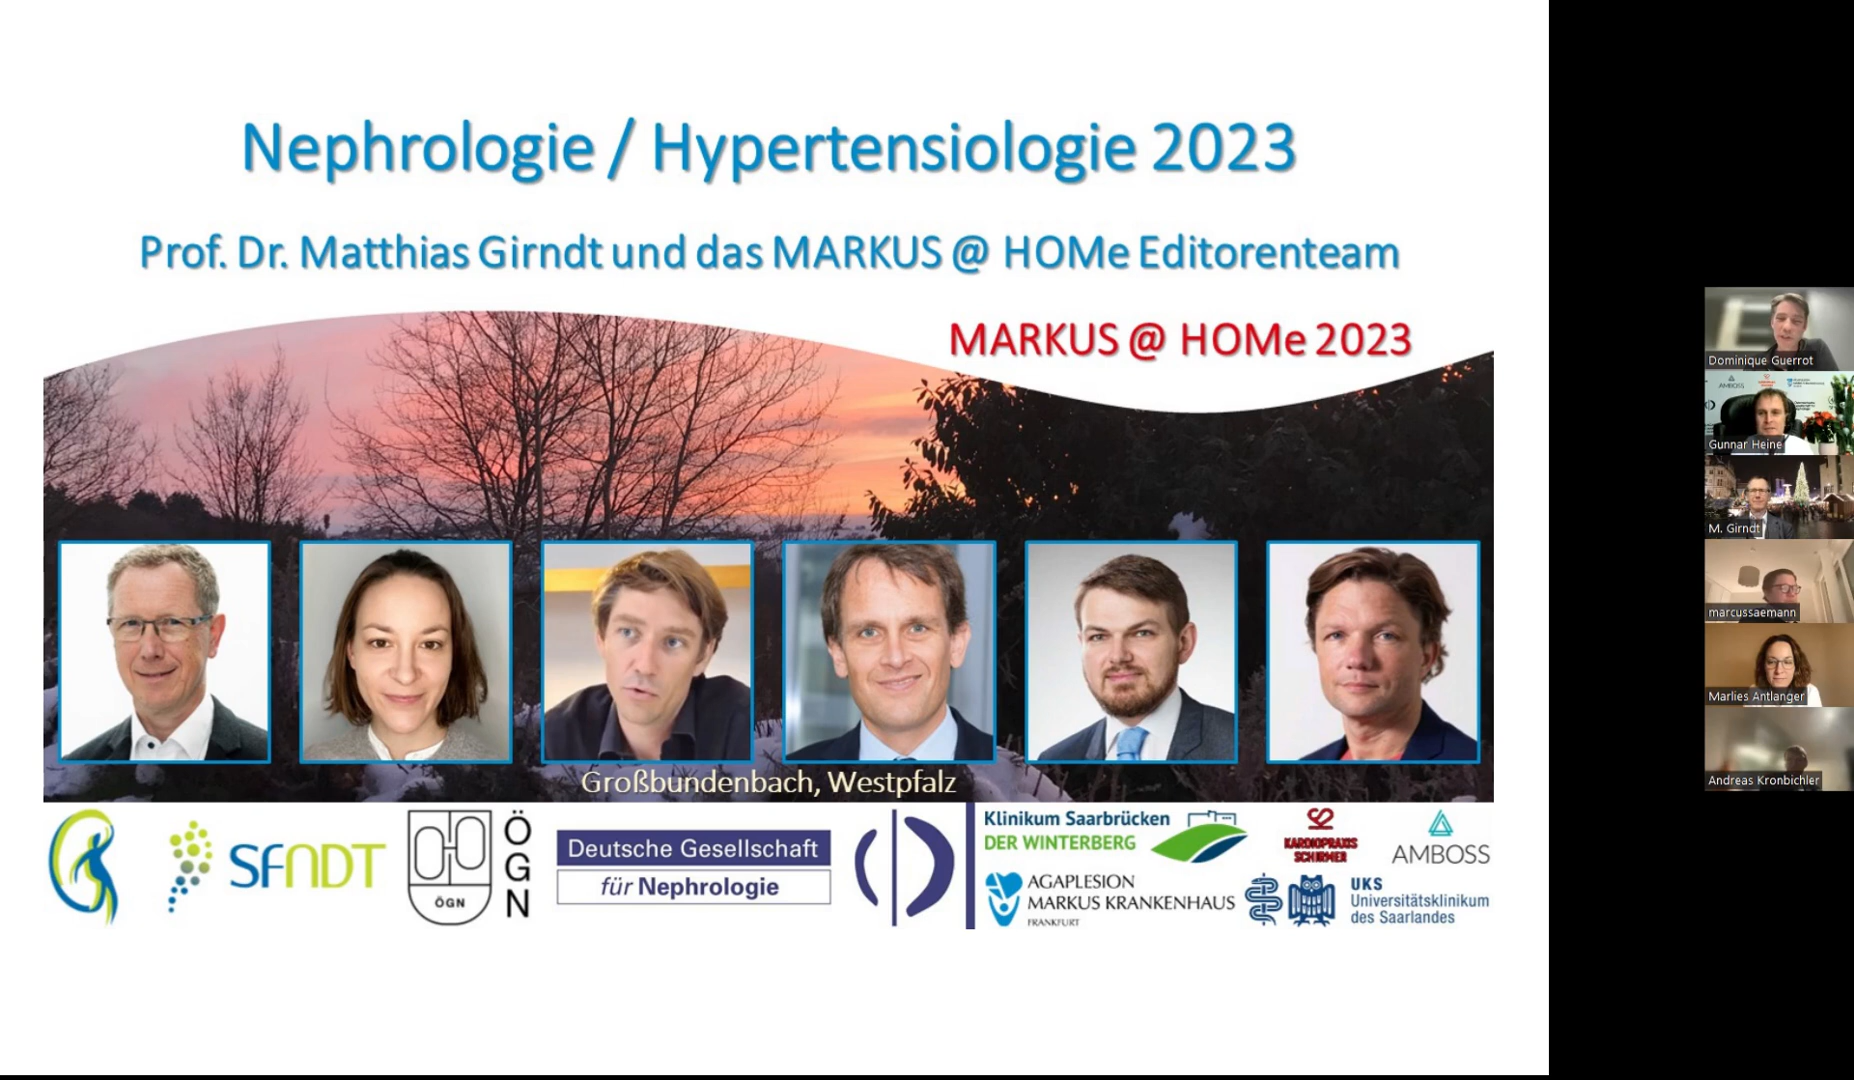 Nephrologie / Hypertensiologie 2023
Prof. Dr. Matthias Girndt und das MARKUS @ HOMe Editorenteam
MARKUS @ HOMe 2023
Großbundenbach, Westpfalz
SFNDT
ÖGN
ÖGN
Deutsche Gesellschaft
für Nephrologie
Klinikum Saarbrücken
DER WINTERBERG
KARDIOPRAXIS
SCHIRMER
AMBOSS
AGAPLESION
MARKUS KRANKENHAUS
FRANKFURT
UKS
Universitätsklinikum
des Saarlandes
Dominique Guerrot
AMBOSS
Gunnar Heine
M. Girndt
marcussaemann
Marlies Antlanger
Andreas Kronbichler